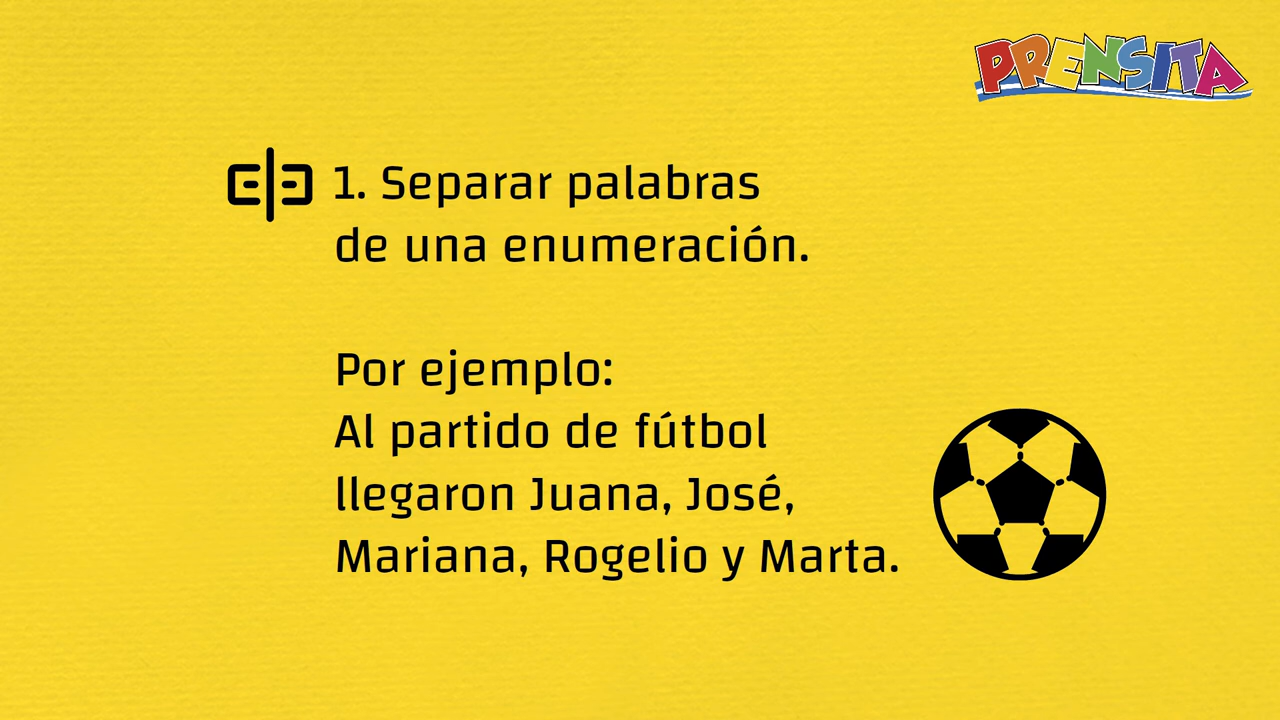 PRENSITA
1. Separar palabras
de una enumeración.
Por ejemplo:
Al partido de fútbol
llegaron Juana, José,
Mariana, Rogelio y Marta.